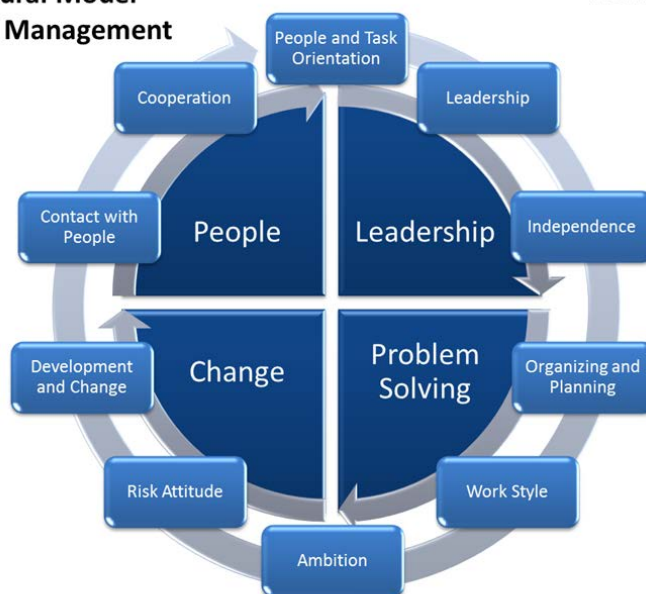 Model
Management
People and Task
Orientation
Cooperation
Leadership
Contact with
People
People
Leadership
Independence
Development
and Change
Change
Problem
Solving
Organizing and
Planning
Risk Attitude
Work Style
Ambition